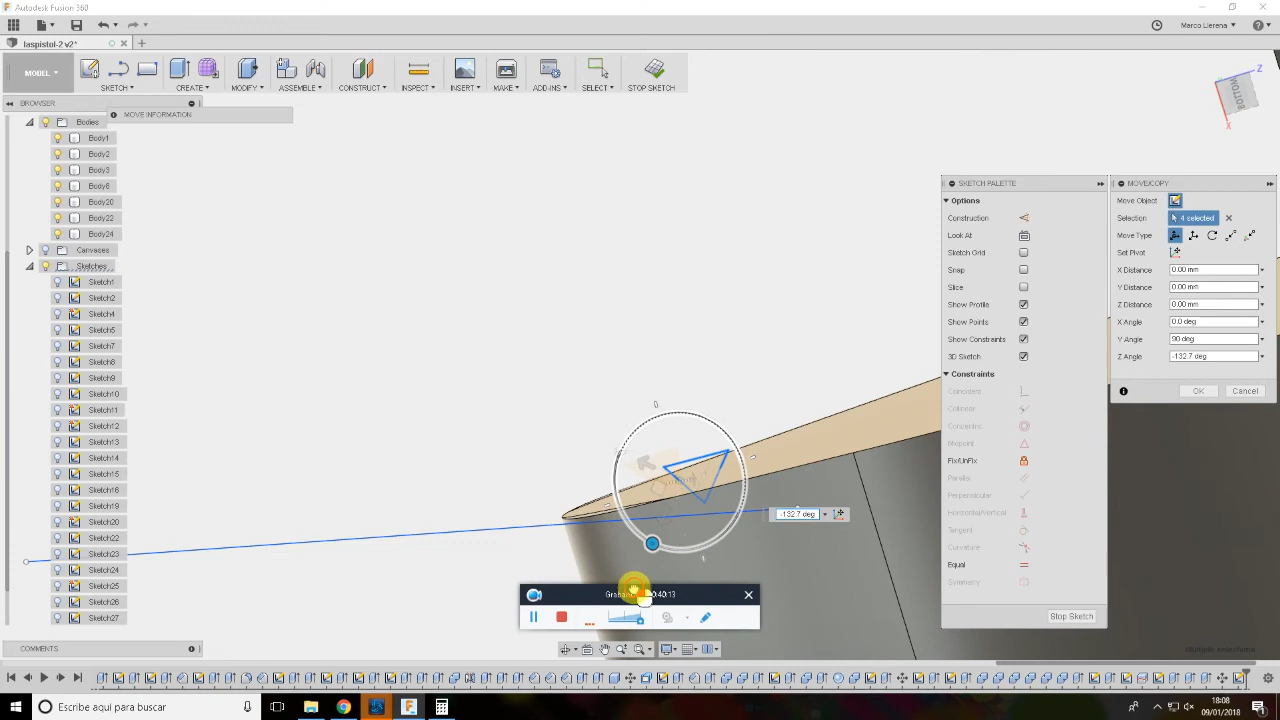 Autodesk Fusion 360
Marco Llerena
laspistol-2 v2*
MODEL
SKETCH
CREATE
MODIFY
ASSEMBLE
CONSTRUCT
INSPECT
INSERT
MAKE
ADD-INS
SELECT
STOP SKETCH
BROWSER
MOVE INFORMATION
Bodies
Body1
Body2
Body3
Body6
Body20
Body22
Body24
Canvases
Sketches
Sketch1
Sketch2
Sketch4
Sketch5
Sketch7
Sketch8
Sketch9
Sketch10
Sketch11
Sketch12
Sketch13
Sketch14
Sketch15
Sketch16
Sketch19
Sketch20
Sketch22
Sketch23
Sketch24
Sketch25
Sketch27
COMMENTS
Z
X
SKETCH PALETTE
Options
Construction
Look At
Sketch Grid
Snap
Slice
Show Profile
Show Points
Show Constraints
3D Sketch
Constraints
Coincident
Collinear
Concentric
Midpoint
Fix/UnFix
Parallel
Perpendicular
Horizontal/Vertical
Tangent
Curvature
Equal
Symmetry
Stop Sketch
MOVE/COPY
Move Object
Selection 4 selected
Move Type
Set Pivot
X Distance 0.00 mm
Y Distance 0.00 mm
Z Distance 0.00 mm
X Angle 0.0 deg
Y Angle 90 deg
Z Angle -132.7 deg
OK Cancel
-132.7 deg
0:40:13
Multiple selections
Escribe aquí para buscar
18:08
09/01/2018